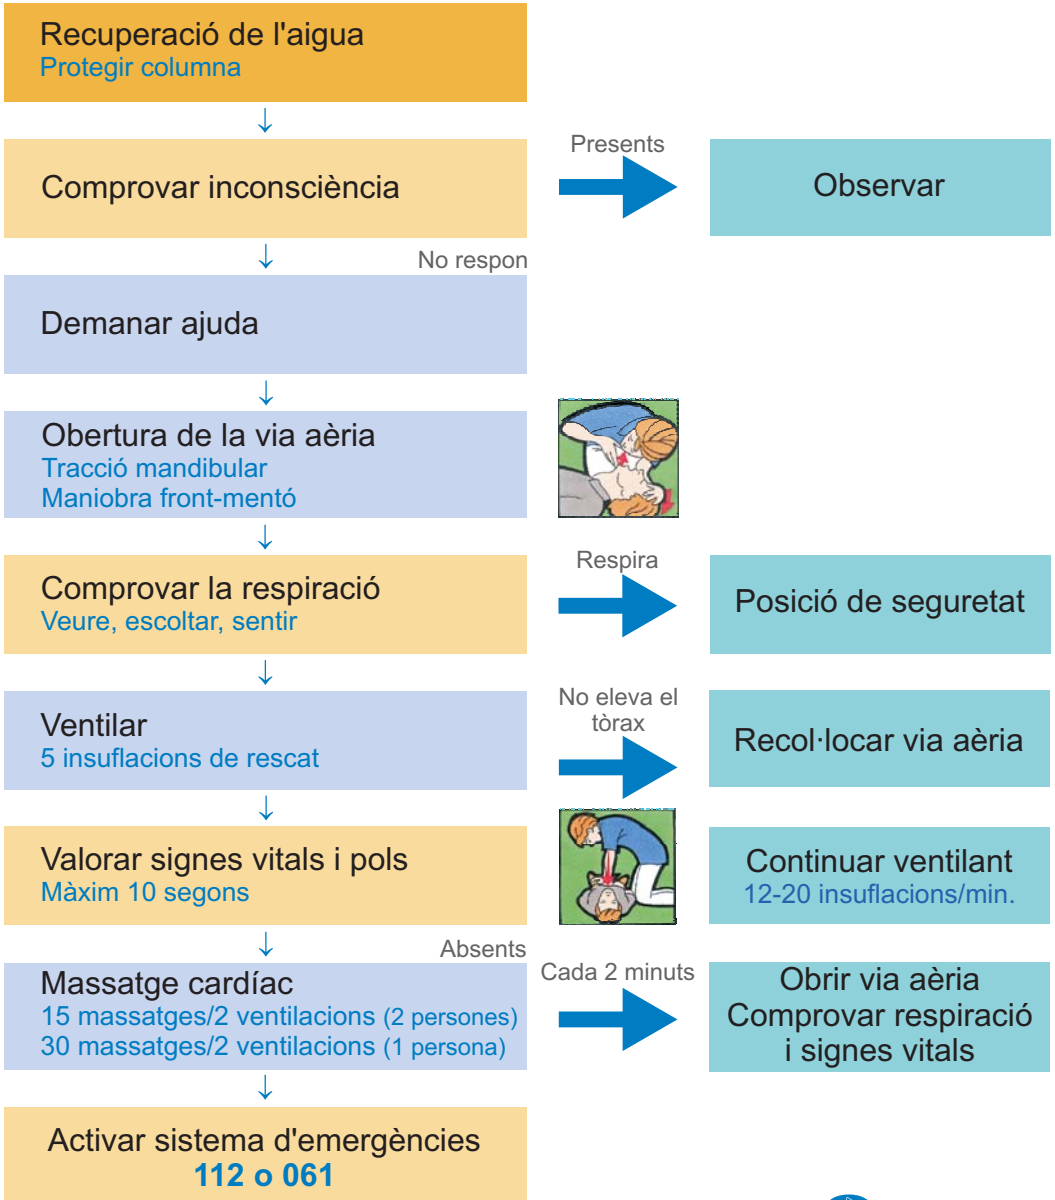 Recuperació de l'aigua
Protegir columna
Comprovar inconsciència
Presents
Observar
No respon
Demanar ajuda
Obertura de la via aèria
Tracció mandibular
Maniobra front-mentó
Comprovar la respiració
Veure, escoltar, sentir
Respira
Posició de seguretat
Ventilar
5 insuflacions de rescat
No eleva el
tòrax
Recol·locar via aèria
Valorar signes vitals i pols
Màxim 10 segons
Continuar ventilant
12-20 insuflacions/min.
Absents
Massatge cardíac
15 massatges/2 ventilacions (2 persones)
30 massatges/2 ventilacions (1 persona)
Cada 2 minuts
Obrir via aèria
Comprovar respiració
i signes vitals
Activar sistema d'emergències
112 o 061